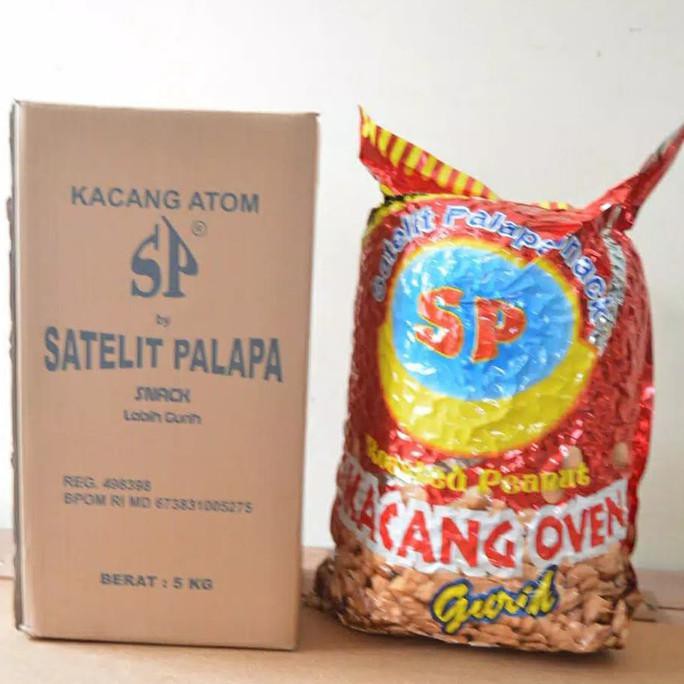 KACANG ATOM
SP®
by
SATELIT PALAPA
SNACK
Lebih Gurih
REG. 498398
BPOM RI MD 673831005275
BERAT : 5 KG
Satelit Palapa Snack
SP
Roasted Peanut
KACANG OVEN
Gurih